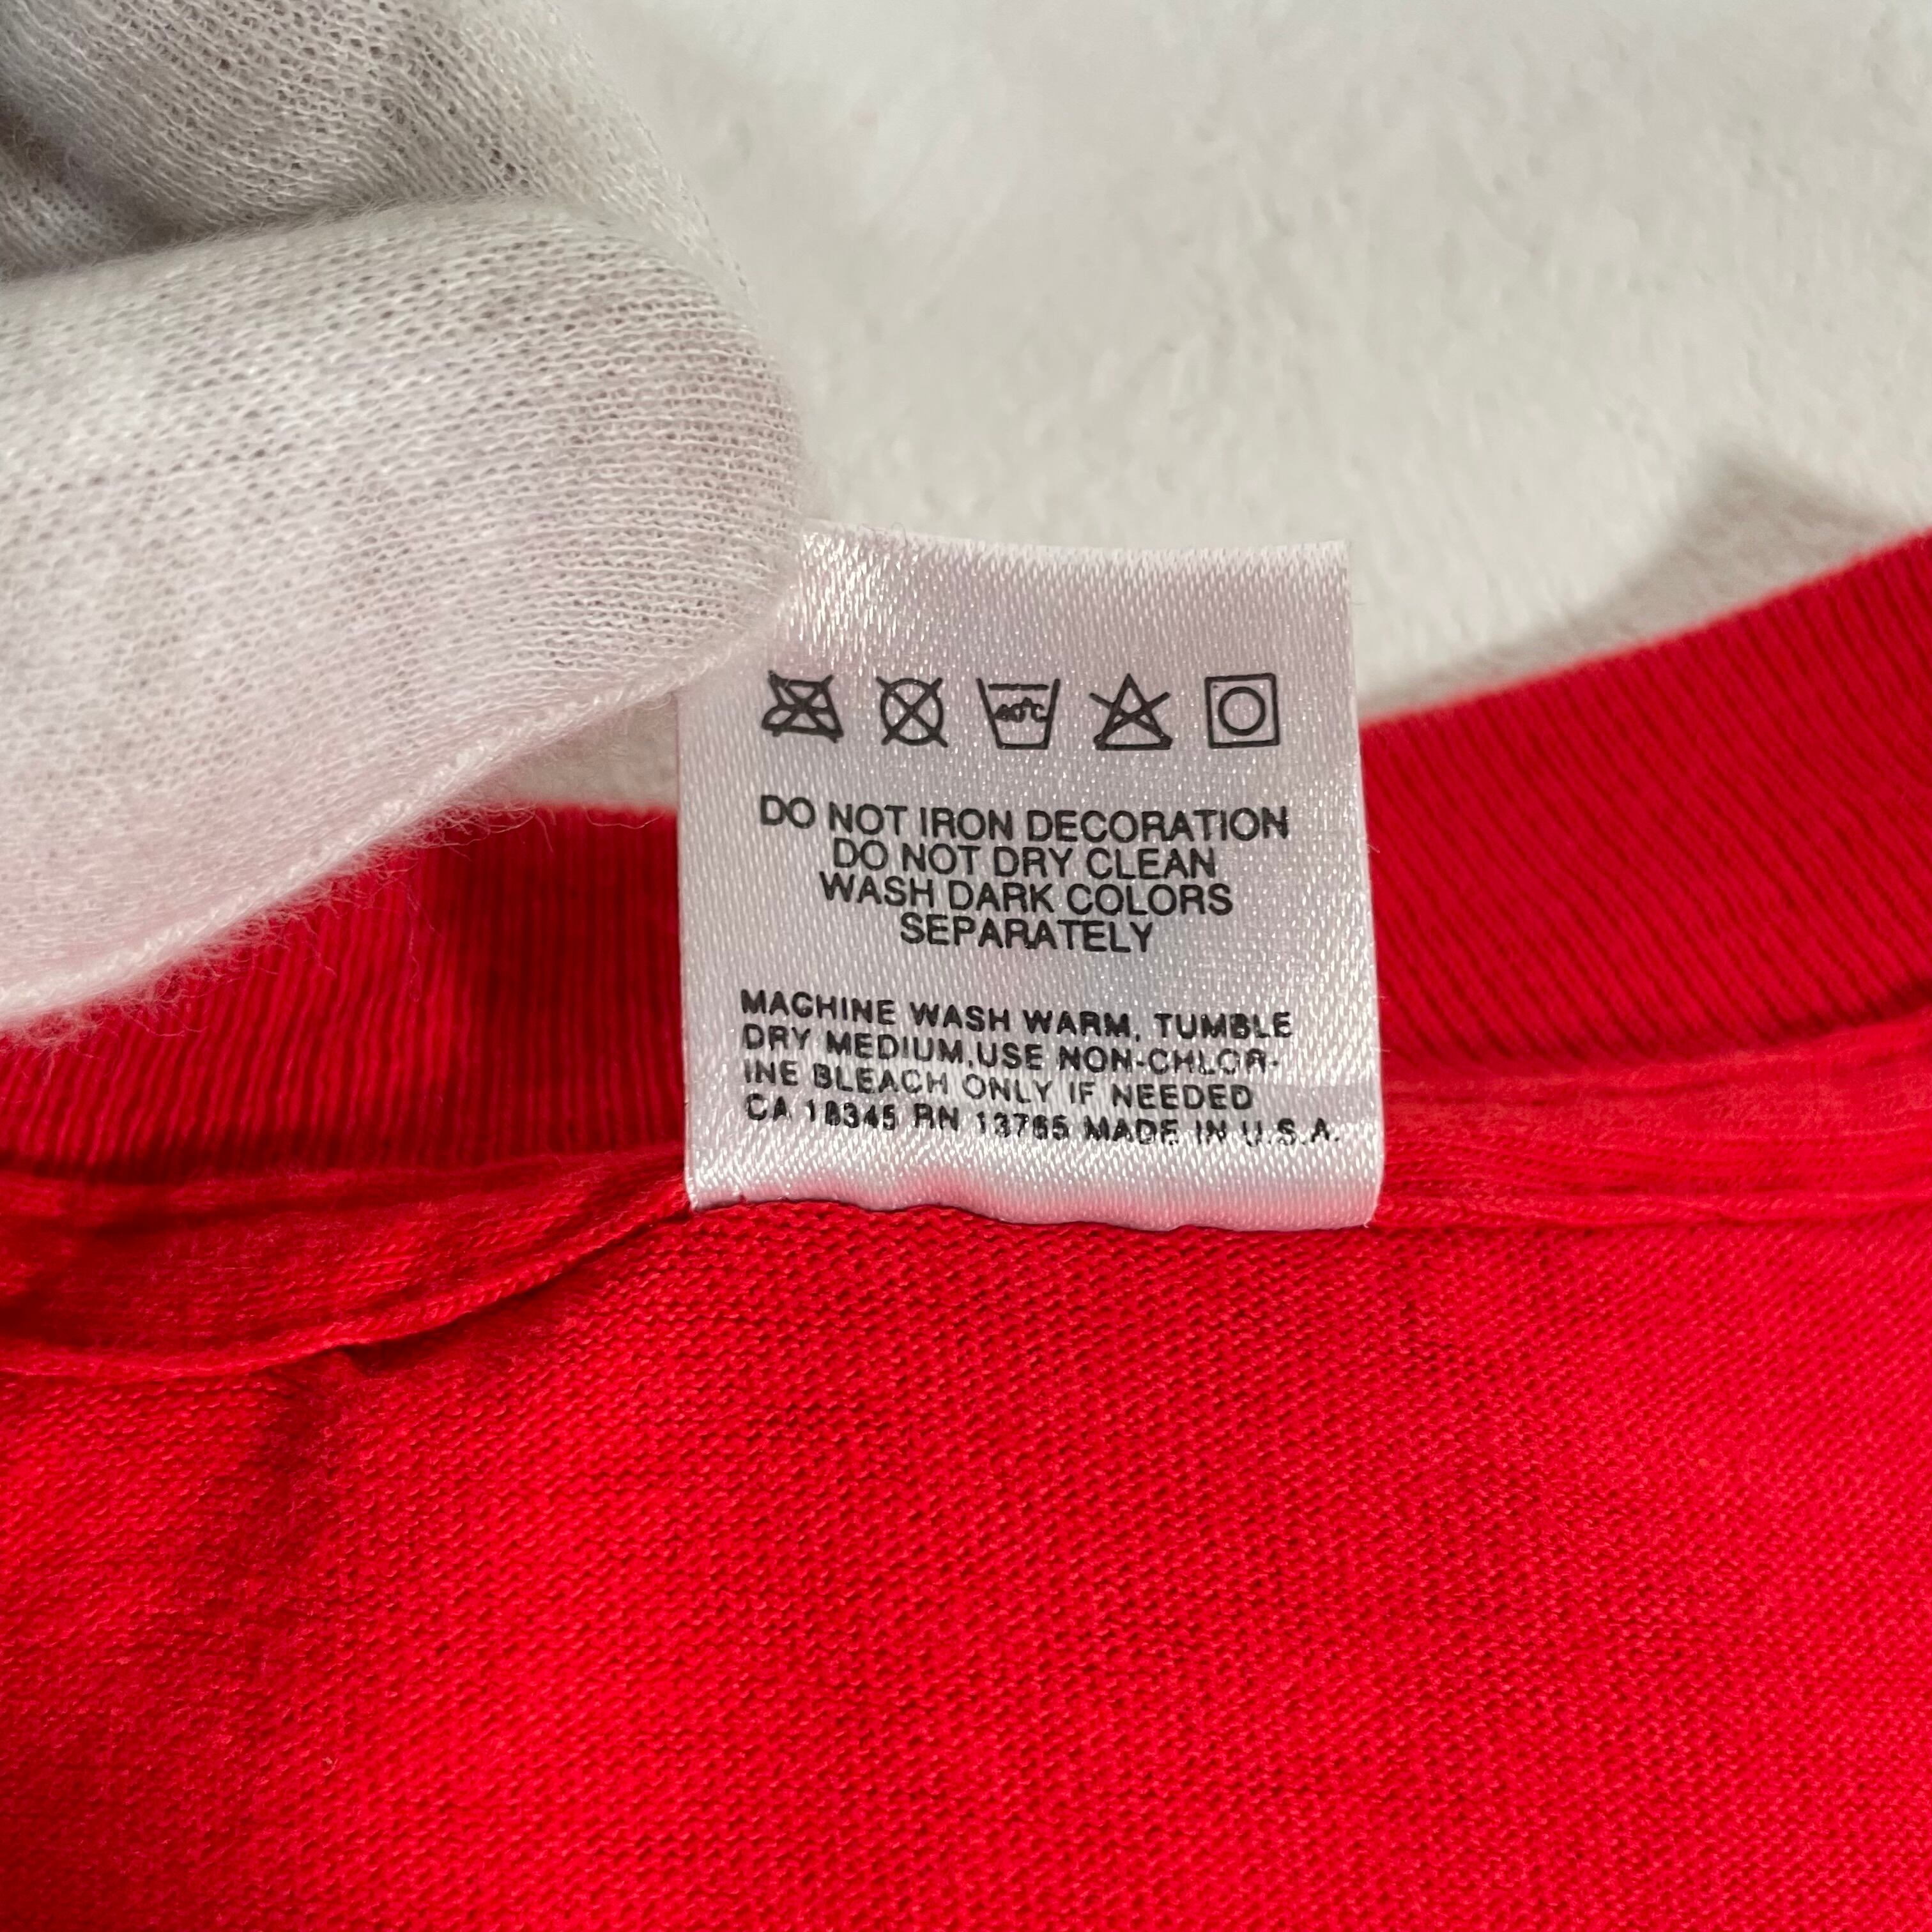 40°C
DO NOT IRON DECORATION
DO NOT DRY CLEAN
WASH DARK COLORS
SEPARATELY
MACHINE WASH WARM, TUMBLE
DRY MEDIUM,USE NON-CHLOR-
INE BLEACH ONLY IF NEEDED
CA 18345 RN 13765 MADE IN U.S.A.